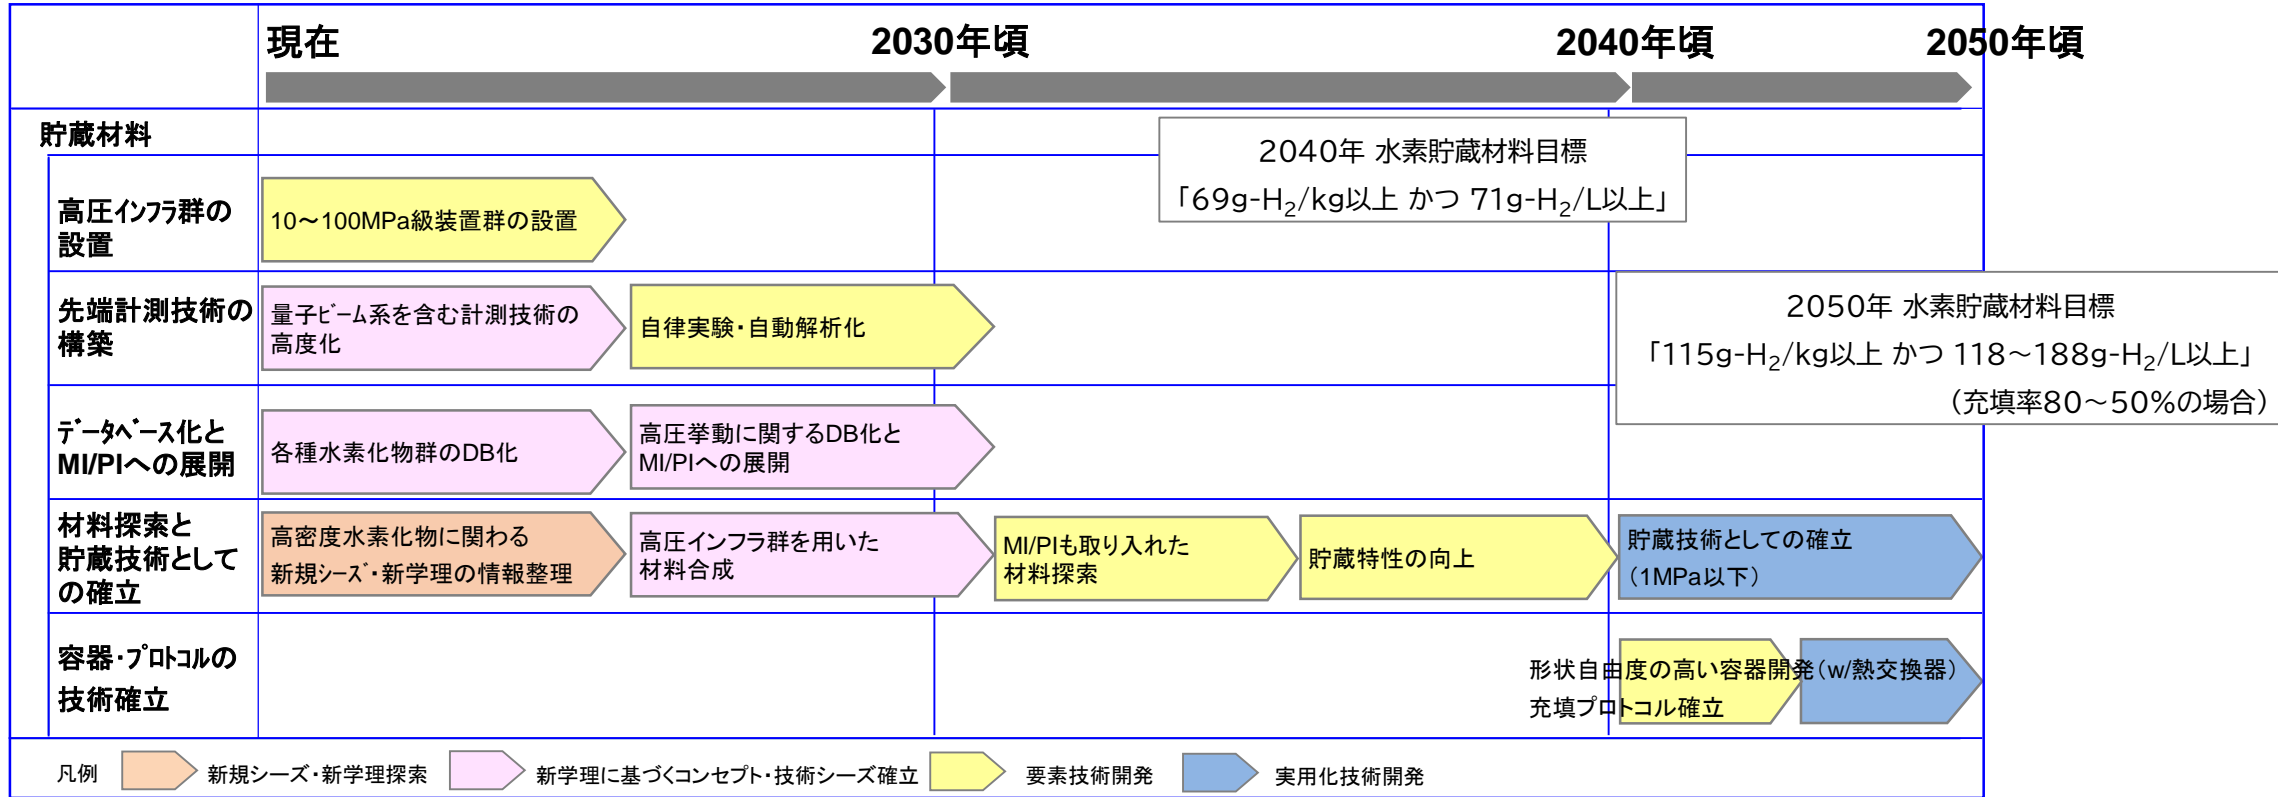 現在
2030年頃
2040年頃
2050年頃
貯蔵材料
2040年 水素貯蔵材料目標
「69g-H₂/kg以上 かつ 71g-H₂/L以上」
高圧ｲﾝﾌﾗ群の
設置
10～100MPa級装置群の設置
2050年 水素貯蔵材料目標
「115g-H₂/kg以上 かつ 118～188g-H₂/L以上」
（充填率80～50%の場合）
先端計測技術の
構築
量子ﾋﾞｰﾑ系を含む計測技術の
高度化
自律実験・自動解析化
ﾃﾞｰﾀﾍﾞｰｽ化と
MI/PIへの展開
各種水素化物群のDB化
高圧挙動に関するDB化と
MI/PIへの展開
材料探索と
貯蔵技術として
の確立
高密度水素化物に関わる
新規ｼｰｽﾞ・新学理の情報整理
高圧インフラ群を用いた
材料合成
MI/PIも取り入れた
材料探索
貯蔵特性の向上
貯蔵技術としての確立
（1MPa以下）
容器・ﾌﾟﾛﾄｺﾙの
技術確立
形状自由度の高い容器開発（w/熱交換器）
充填プロトコル確立
凡例
新規シーズ・新学理探索
新学理に基づくコンセプト・技術シーズ確立
要素技術開発
実用化技術開発